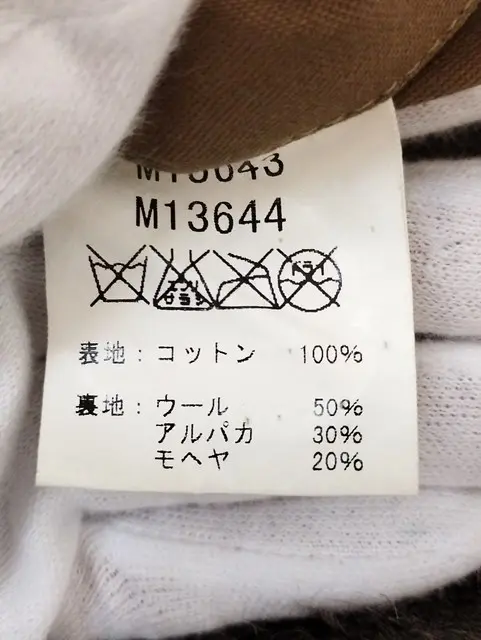 M13643
M13644
エンソ
サラシ
ドライ
表地：コットン 100%
裏地：ウール 50%
アルパカ 30%
モヘヤ 20%